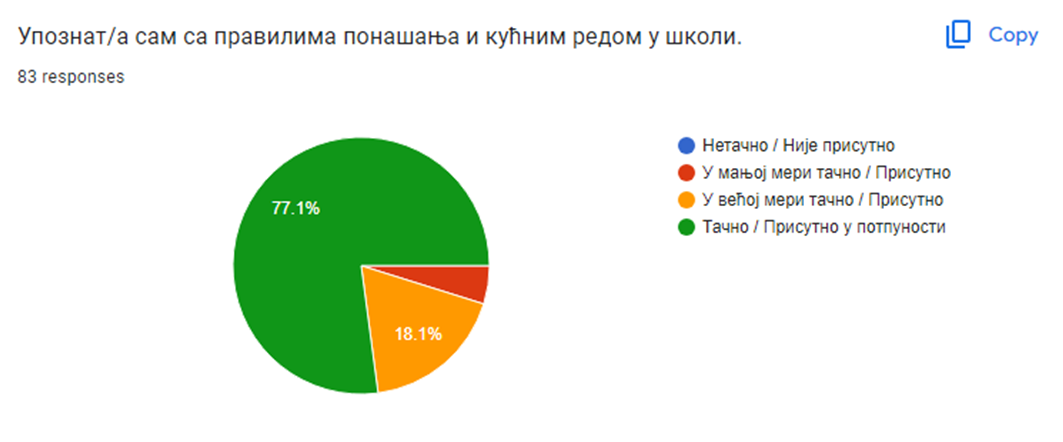 Упознат/а сам са правилима понашања и кућним редом у школи.
Copy
83 responses
77.1%
18.1%
Нетачно / Није присутно
У мањој мери тачно / Присутно
У већој мери тачно / Присутно
Тачно / Присутно у потпуности